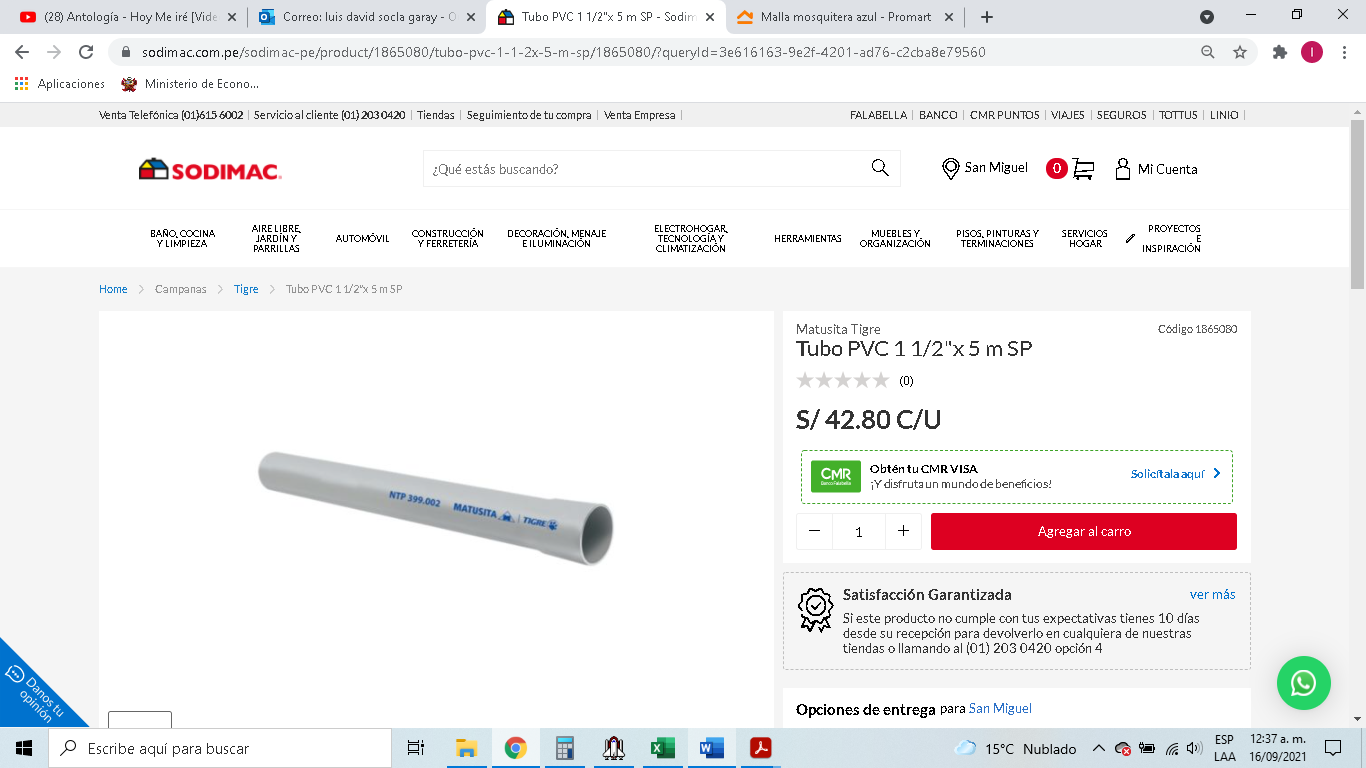 (28) Antología - Hoy Me iré [Vide
Correo: luis david socla garay - O
Tubo PVC 1 1/2"x 5 m SP - Sodim
Malla mosquitera azul - Promart
sodimac.com.pe/sodimac-pe/product/1865080/tubo-pvc-1-1-2x-5-m-sp/1865080/?queryId=3e616163-9e2f-4201-ad76-c2cba8e79560
I
Aplicaciones
Ministerio de Econo...
Venta Telefónica (01)615 6002
Servicio al cliente (01) 203 0420
Tiendas
Seguimiento de tu compra
Venta Empresa
FALABELLA
BANCO
CMR PUNTOS
VIAJES
SEGUROS
TOTTUS
LINIO
SODIMAC
¿Qué estás buscando?
San Miguel
0
Mi Cuenta
BAÑO, COCINA
Y LIMPIEZA
AIRE LIBRE,
JARDÍN Y
PARRILLAS
AUTOMÓVIL
CONSTRUCCIÓN
Y FERRETERÍA
DECORACIÓN, MENAJE
E ILUMINACIÓN
ELECTROHOGAR,
TECNOLOGÍA Y
CLIMATIZACIÓN
HERRAMIENTAS
MUEBLES Y
ORGANIZACIÓN
PISOS, PINTURAS Y
TERMINACIONES
SERVICIOS
HOGAR
PROYECTOS
E
INSPIRACIÓN
Home
Campanas
Tigre
Tubo PVC 1 1/2"x 5 m SP
NTP 399.002 MATUSITA TIGRE
Matusita Tigre
Código 1865080
Tubo PVC 1 1/2"x 5 m SP
(0)
S/ 42.80 C/U
CMR
Banco Falabella
Obtén tu CMR VISA
¡Y disfruta un mundo de beneficios!
Solicítala aquí
1
Agregar al carro
Satisfacción Garantizada
ver más
Si este producto no cumple con tus expectativas tienes 10 días
desde su recepción para devolverlo en cualquiera de nuestras
tiendas o llamando al (01) 203 0420 opción 4
Opciones de entrega para San Miguel
Danos tu
opinión
Escribe aquí para buscar
15°C Nublado
ESP
LAA
12:37 a. m.
16/09/2021